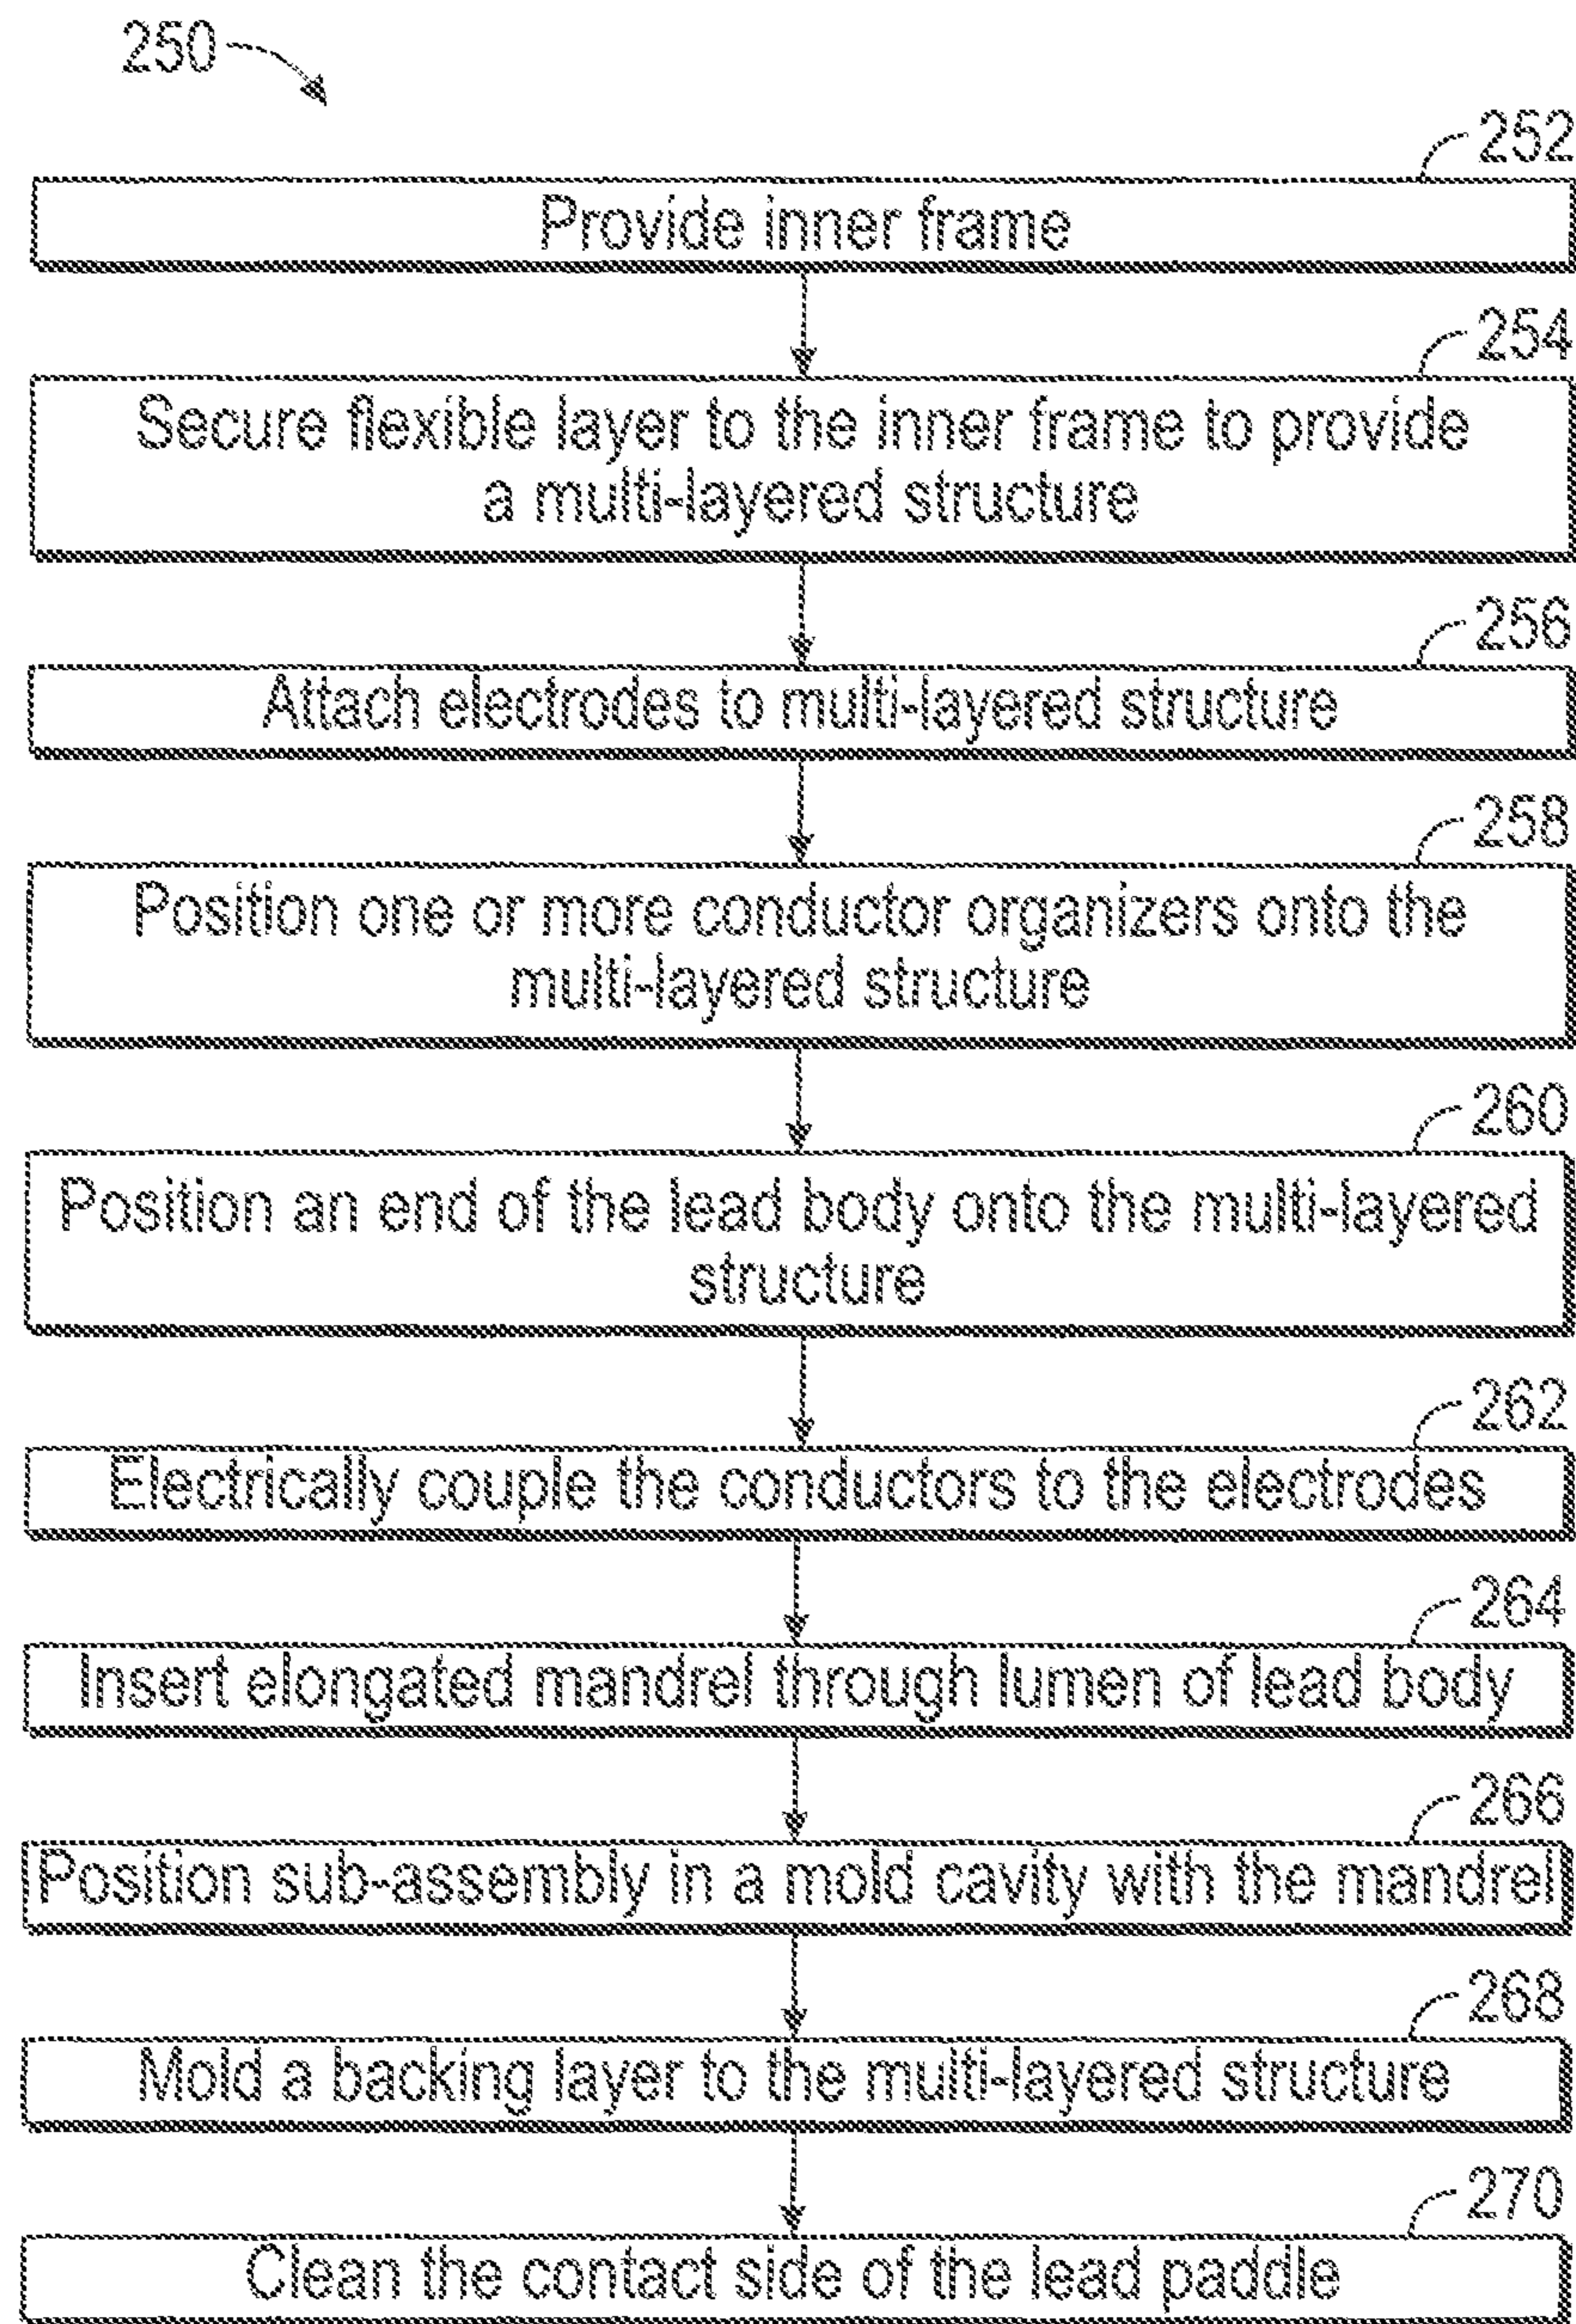 250
252
Provide inner frame
254
Secure flexible layer to the inner frame to provide
a multi-layered structure
256
Attach electrodes to multi-layered structure
258
Position one or more conductor organizers onto the
multi-layered structure
260
Position an end of the lead body onto the multi-layered
structure
262
Electrically couple the conductors to the electrodes
264
Insert elongated mandrel through lumen of lead body
266
Position sub-assembly in a mold cavity with the mandrel
268
Mold a backing layer to the multi-layered structure
270
Clean the contact side of the lead paddle